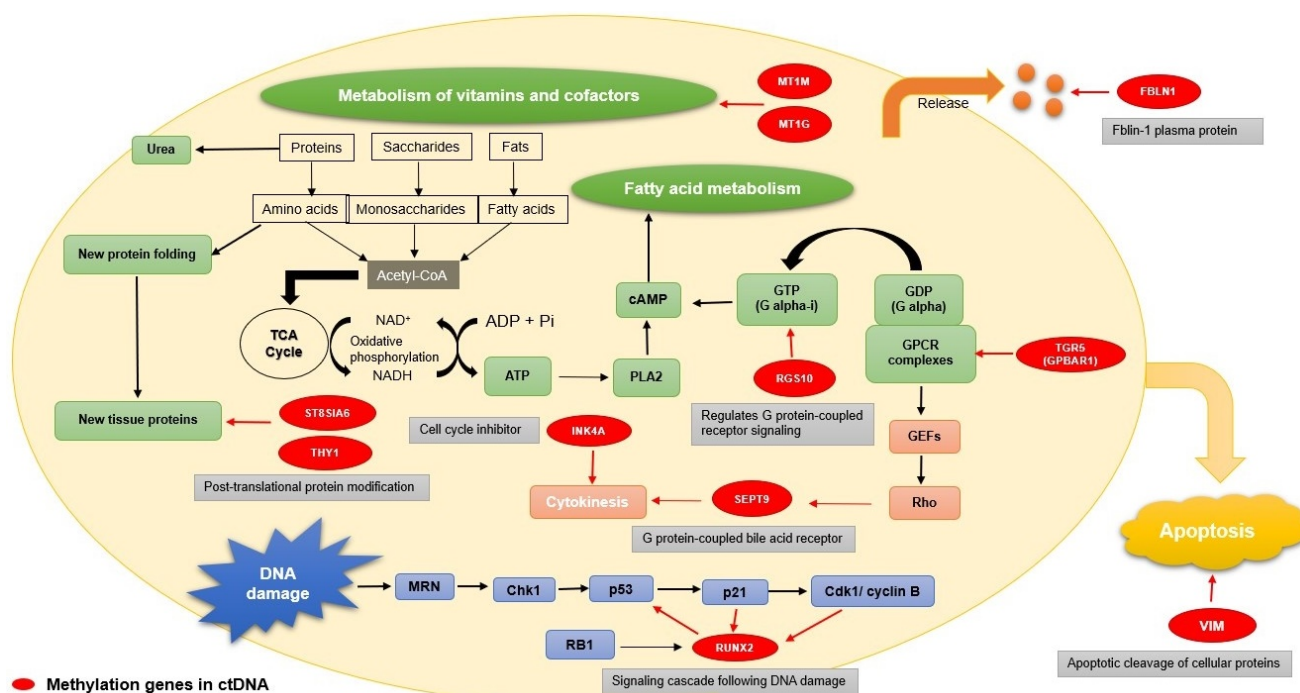 Metabolism of vitamins and cofactors
MT1M
MT1G
Release
FBLN1
Fblin-1 plasma protein
Urea
Proteins
Saccharides
Fats
Fatty acid metabolism
Amino acids
Monosaccharides
Fatty acids
New protein folding
Acetyl-CoA
cAMP
GTP
(G alpha-i)
GDP
(G alpha)
GPCR
complexes
TGR5
(GPBAR1)
TCA
Cycle
NAD+
Oxidative
phosphorylation
NADH
ADP + Pi
ATP
PLA2
RGS10
Regulates G protein-coupled
receptor signaling
New tissue proteins
ST8SIA6
THY1
Post-translational protein modification
Cell cycle inhibitor
INK4A
GEFs
Cytokinesis
SEPT9
Rho
G protein-coupled bile acid receptor
Apoptosis
DNA
damage
MRN
Chk1
p53
p21
Cdk1/ cyclin B
RB1
RUNX2
VIM
Signaling cascade following DNA damage
Apoptotic cleavage of cellular proteins
Methylation genes in ctDNA